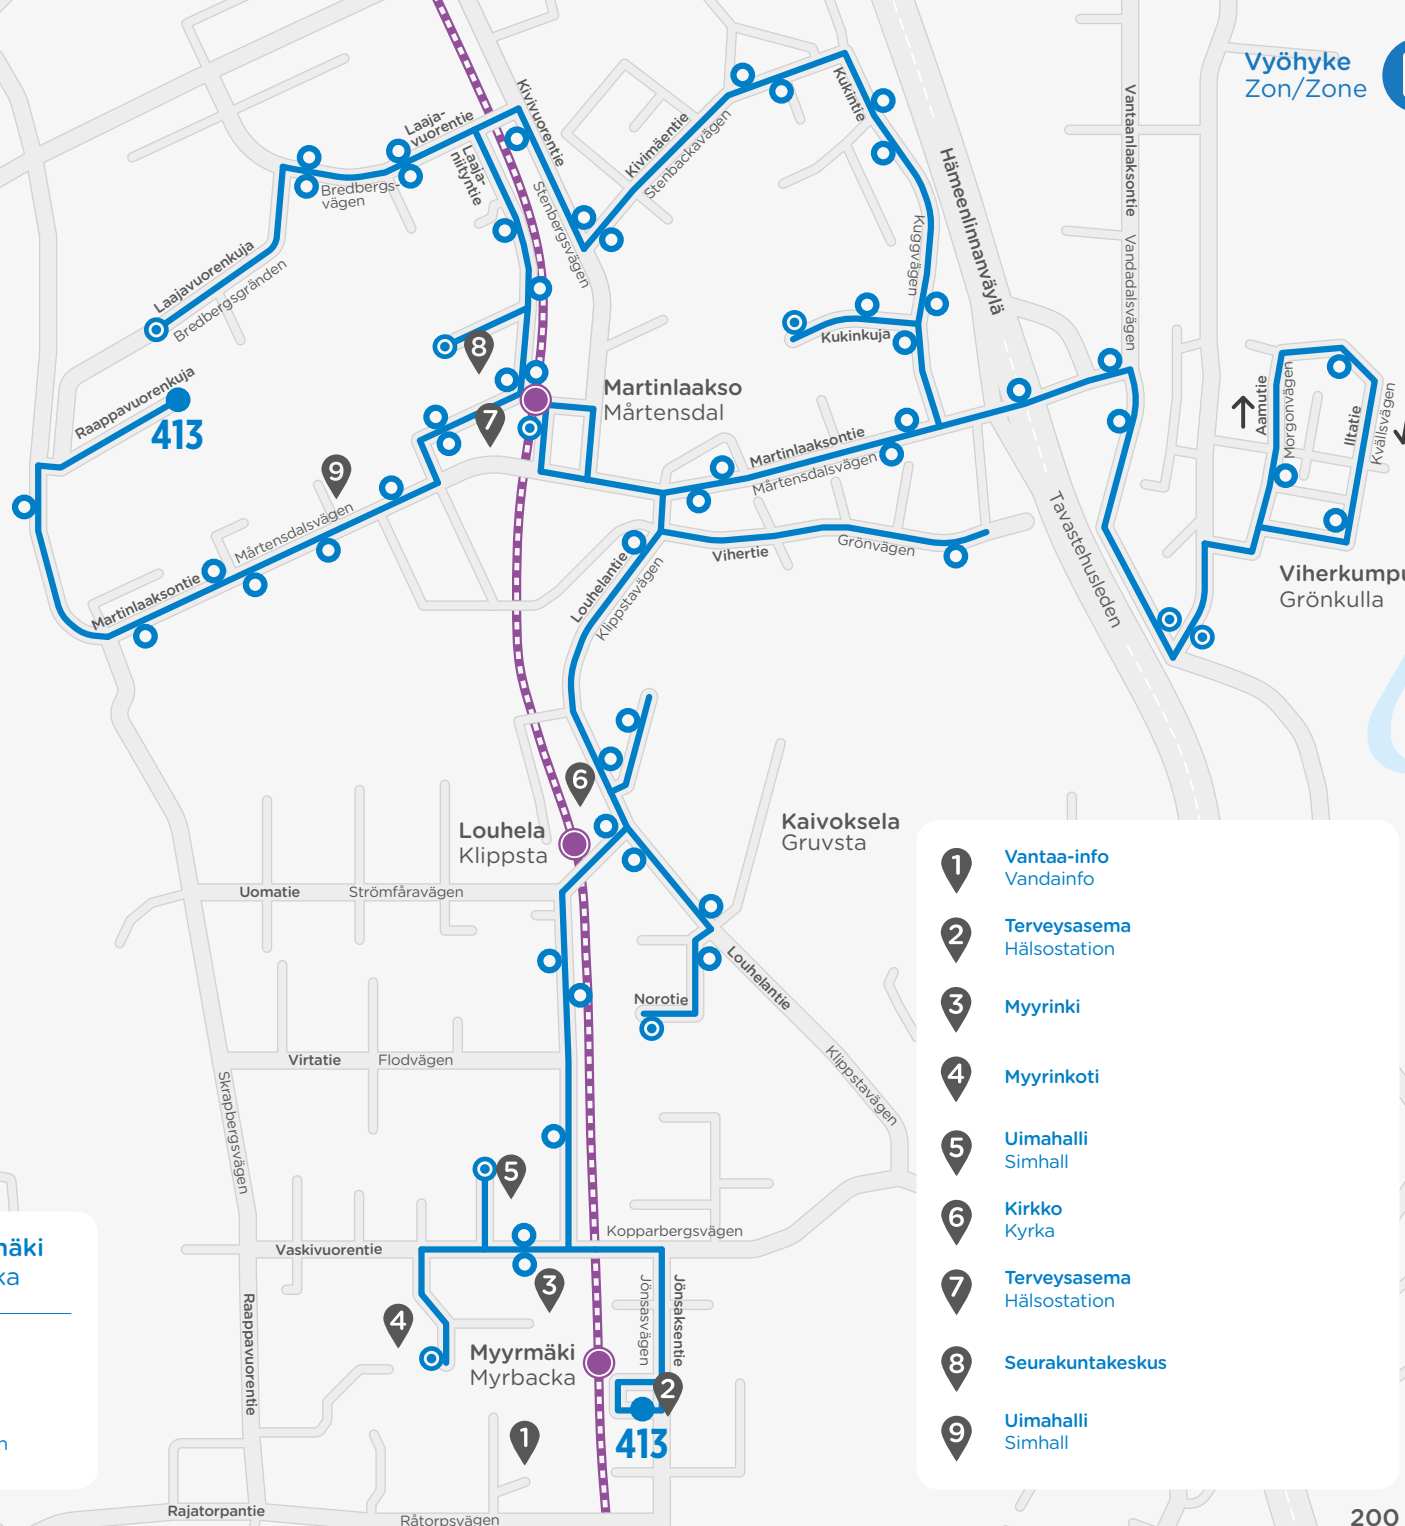 Vyöhyke
Zon/Zone
Kivivuorentie
Laaja-
vuorentie
Laaja-
niityntie
Kukintie
Kivimäentie
Stenbackavägen
Stenbergsvägen
Bredbergs-
vägen
Hämeenlinnanväylä
Vantaanlaaksontie
Vandadalsvägen
Kuggvägen
Laajavuorenkuja
Bredbergsgränden
Kukinkuja
8
Raappavuorenkuja
413
Martinlaakso
Mårtensdal
7
9
Aamutie
Morgonvägen
Iltatie
Kvällsvägen
Martinlaaksontie
Mårtensdalsvägen
Mårtensdalsvägen
Martinlaaksontie
Vihertie
Grönvägen
Tavastehusleden
Louhelantie
Klippstavägen
Grönkulla
6
Louhela
Klippsta
Kaivoksela
Gruvsta
Uomatie
Strömfåravägen
Louhelantie
Norotie
Virtatie
Flodvägen
Klippstavägen
Skrapbergsvägen
5
Kopparbergsvägen
Vaskivuorentie
3
4
Jönsasvägen
Jönsaksentie
Raappavuorentie
Myyrmäki
Myrbacka
2
413
1
Rajatorpantie
Råtorpsvägen
1
Vantaa-info
Vandainfo
2
Terveysasema
Hälsostation
3
Myyrinki
4
Myyrinkoti
5
Uimahalli
Simhall
6
Kirkko
Kyrka
7
Terveysasema
Hälsostation
8
Seurakuntakeskus
9
Uimahalli
Simhall
200